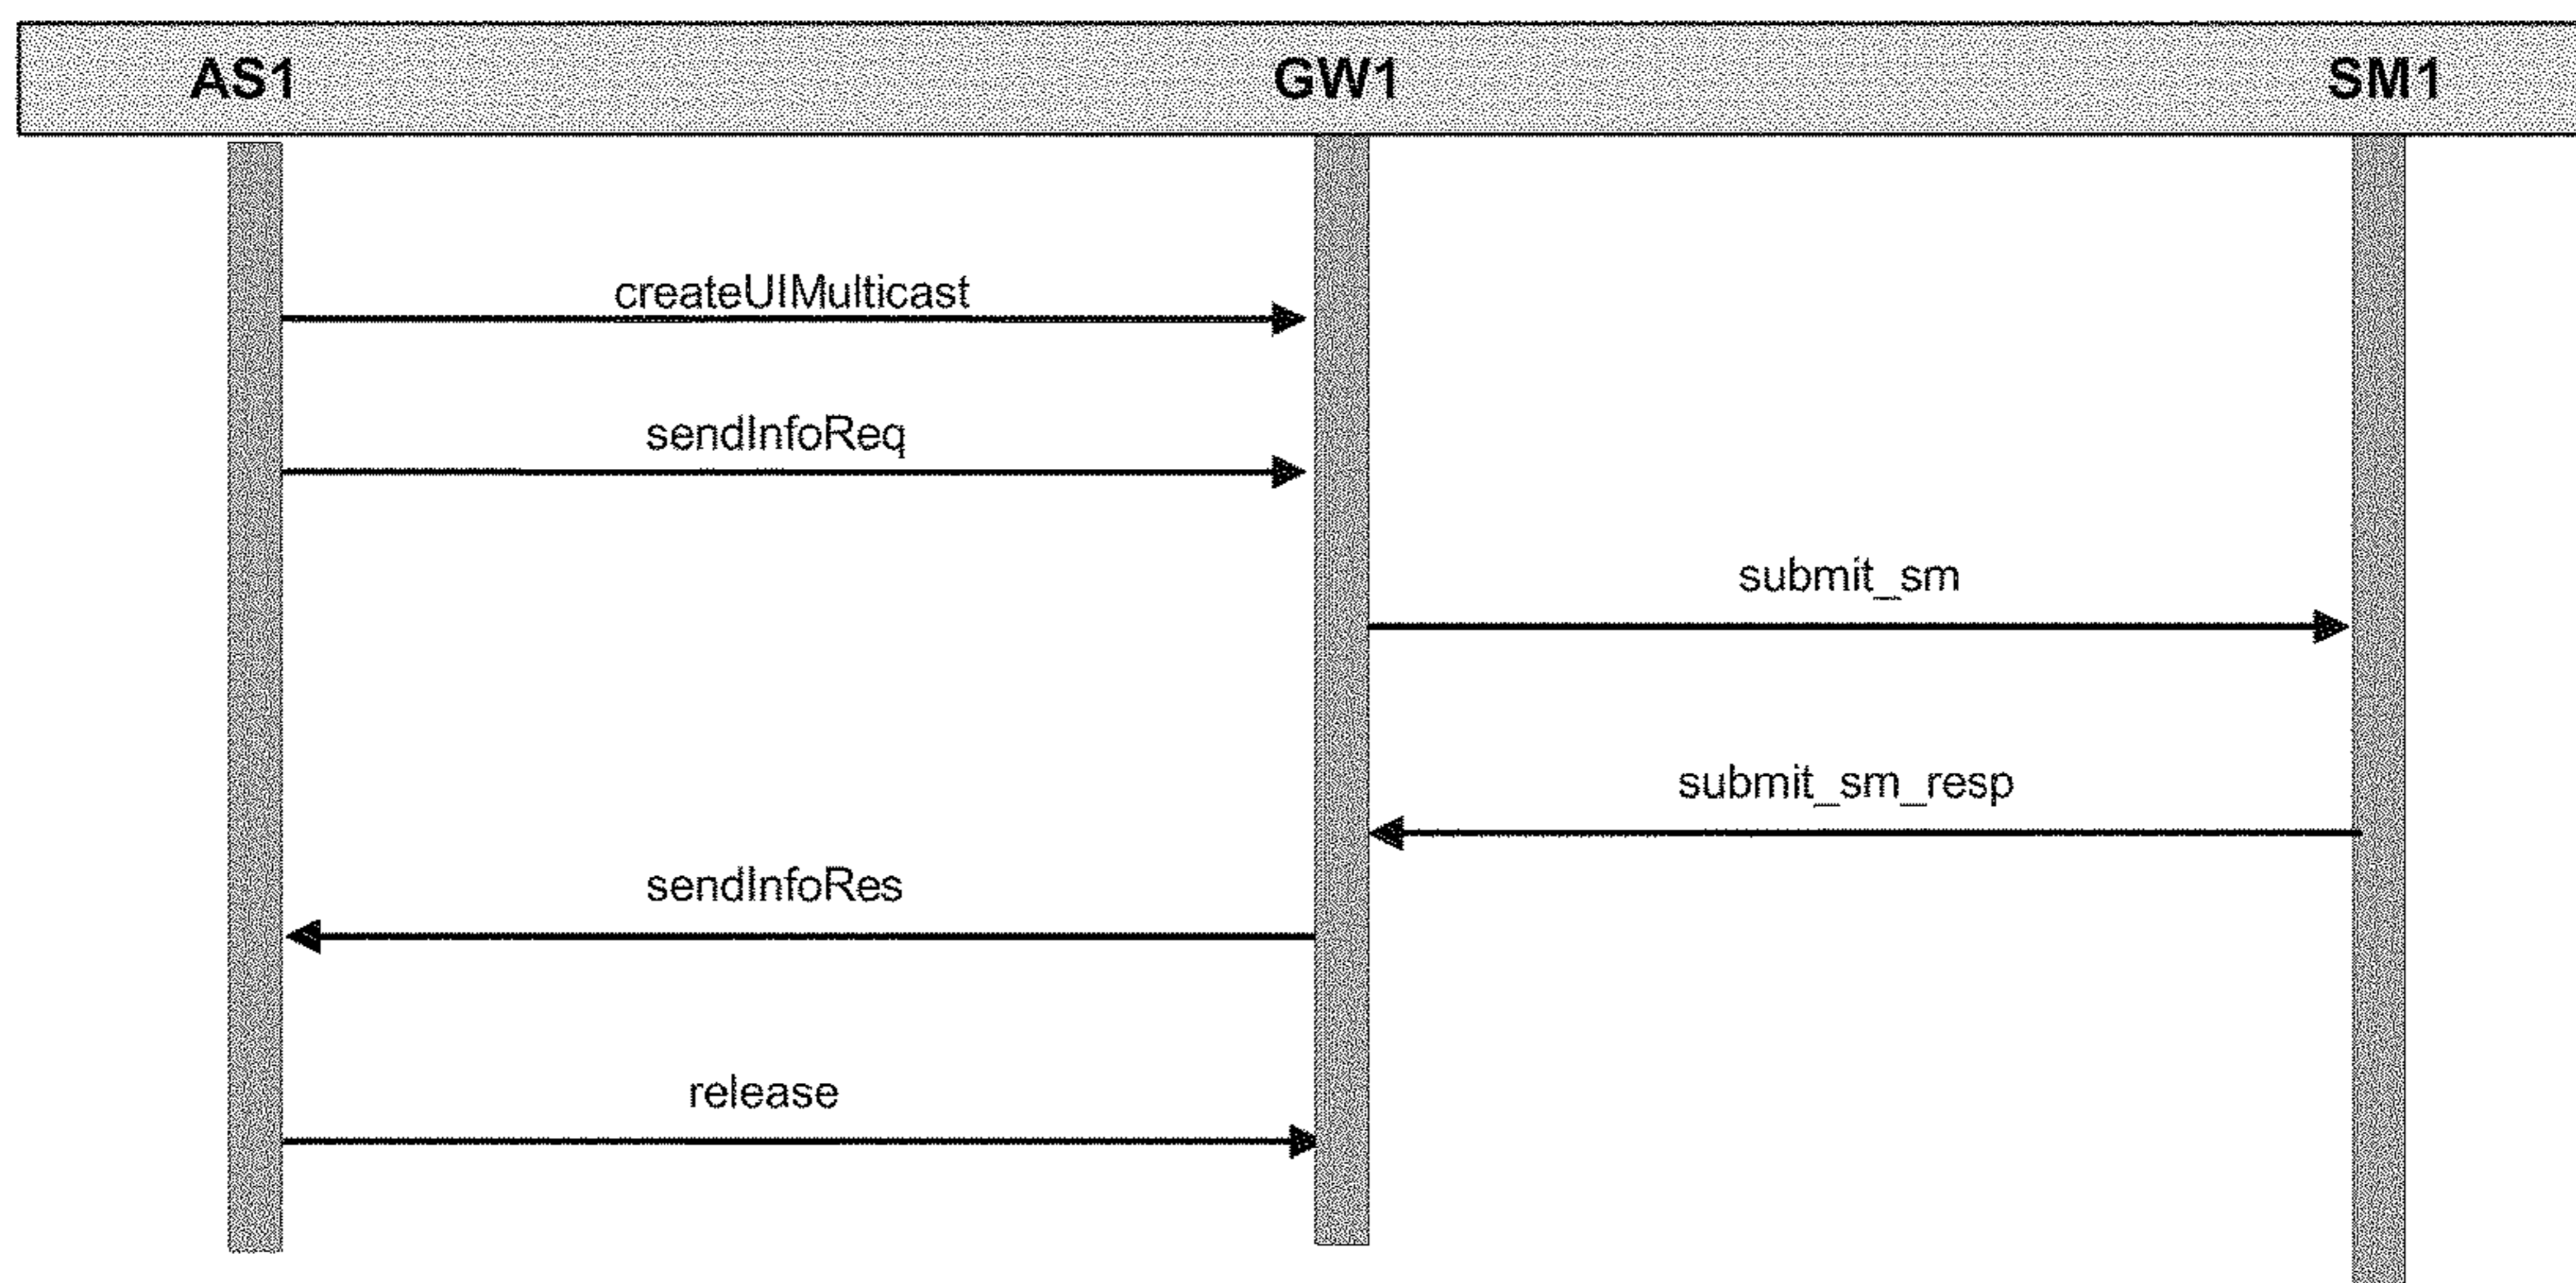 AS1 GW1 SM1
createUIMulticast
sendInfoReq
submit_sm
submit_sm_resp
sendInfoRes
release